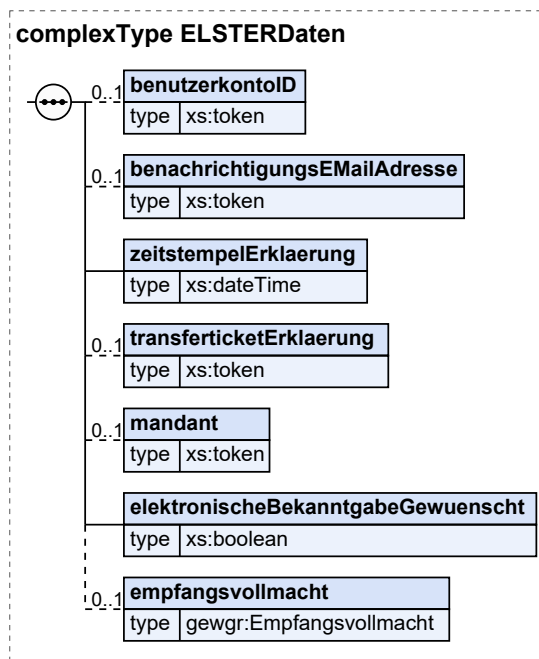 complexType ELSTERDaten
0..1 benutzerkontoID
type xs:token
0..1 benachrichtigungsEMailAdresse
type xs:token
zeitstempelErklaerung
type xs:dateTime
0..1 transferticketErklaerung
type xs:token
0..1 mandant
type xs:token
elektronischeBekanntgabeGewuenscht
type xs:boolean
0..1 empfangsvollmacht
type gewgr:Empfangsvollmacht